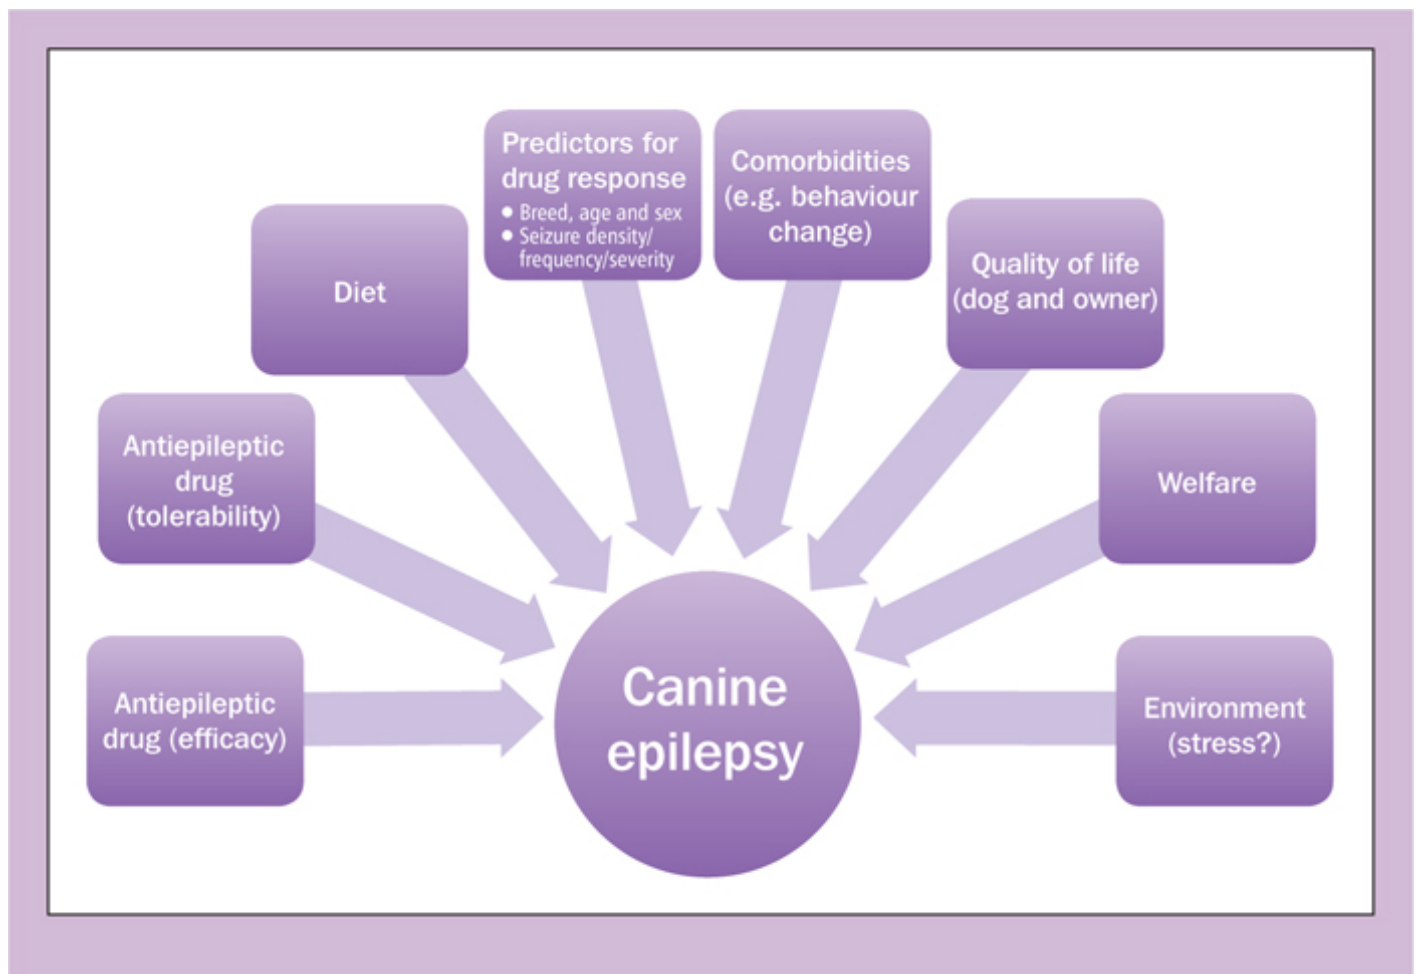 Predictors for
drug response
• Breed, age and sex
• Seizure density/
frequency/severity
Comorbidities
(e.g. behaviour
change)
Diet
Quality of life
(dog and owner)
Antiepileptic
drug
(tolerability)
Welfare
Antiepileptic
drug (efficacy)
Canine
epilepsy
Environment
(stress?)